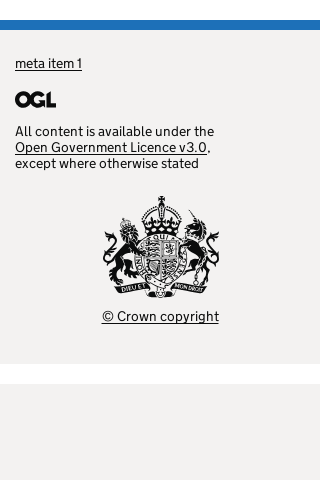 meta item 1
OGL
All content is available under the
Open Government Licence v3.0,
except where otherwise stated
DIEU ET MON DROIT
© Crown copyright